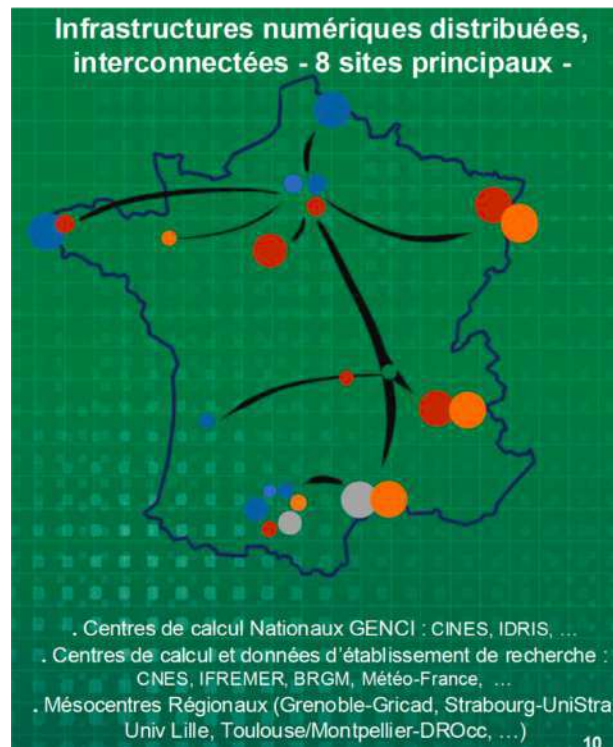 Infrastructures numériques distribuées,
interconnectées - 8 sites principaux -
. Centres de calcul Nationaux GENCI : CINES, IDRIS, ...
. Centres de calcul et données d'établissement de recherche :
CNES, IFREMER, BRGM, Météo-France, ...
. Mésocentres Régionaux (Grenoble-Gricad, Strabourg-UniStra
Univ Lille, Toulouse/Montpellier-DROcc, ...)
10